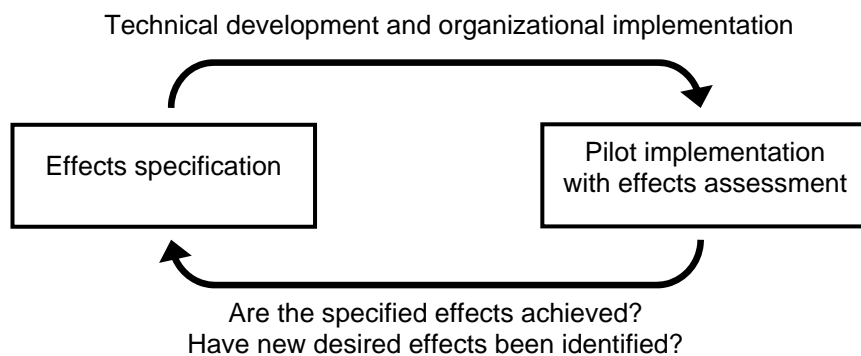 Technical development and organizational implementation
Effects specification
Pilot implementation
with effects assessment
Are the specified effects achieved?
Have new desired effects been identified?